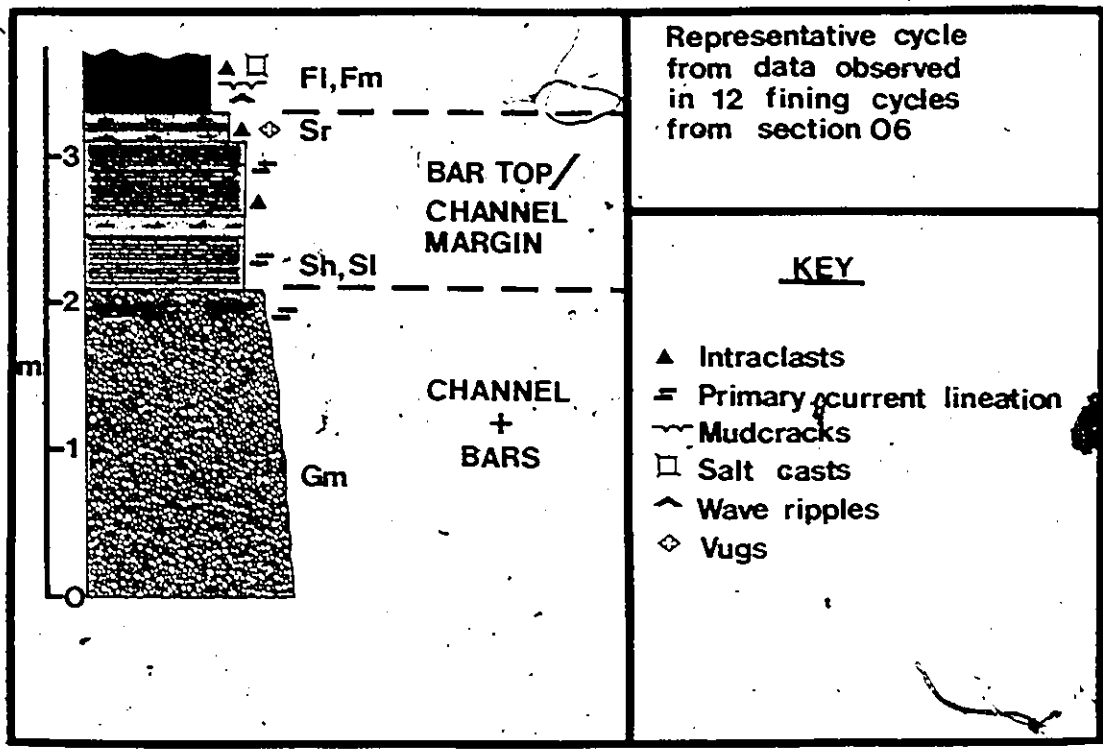 Fl,Fm
Sr
3
BAR TOP/
CHANNEL
MARGIN
Sh,Sl
2
m
CHANNEL
+
BARS
1
Gm
0
Representative cycle
from data observed
in 12 fining cycles
from section O6
KEY
Intraclasts
Primary current lineation
Mudcracks
Salt casts
Wave ripples
Vugs